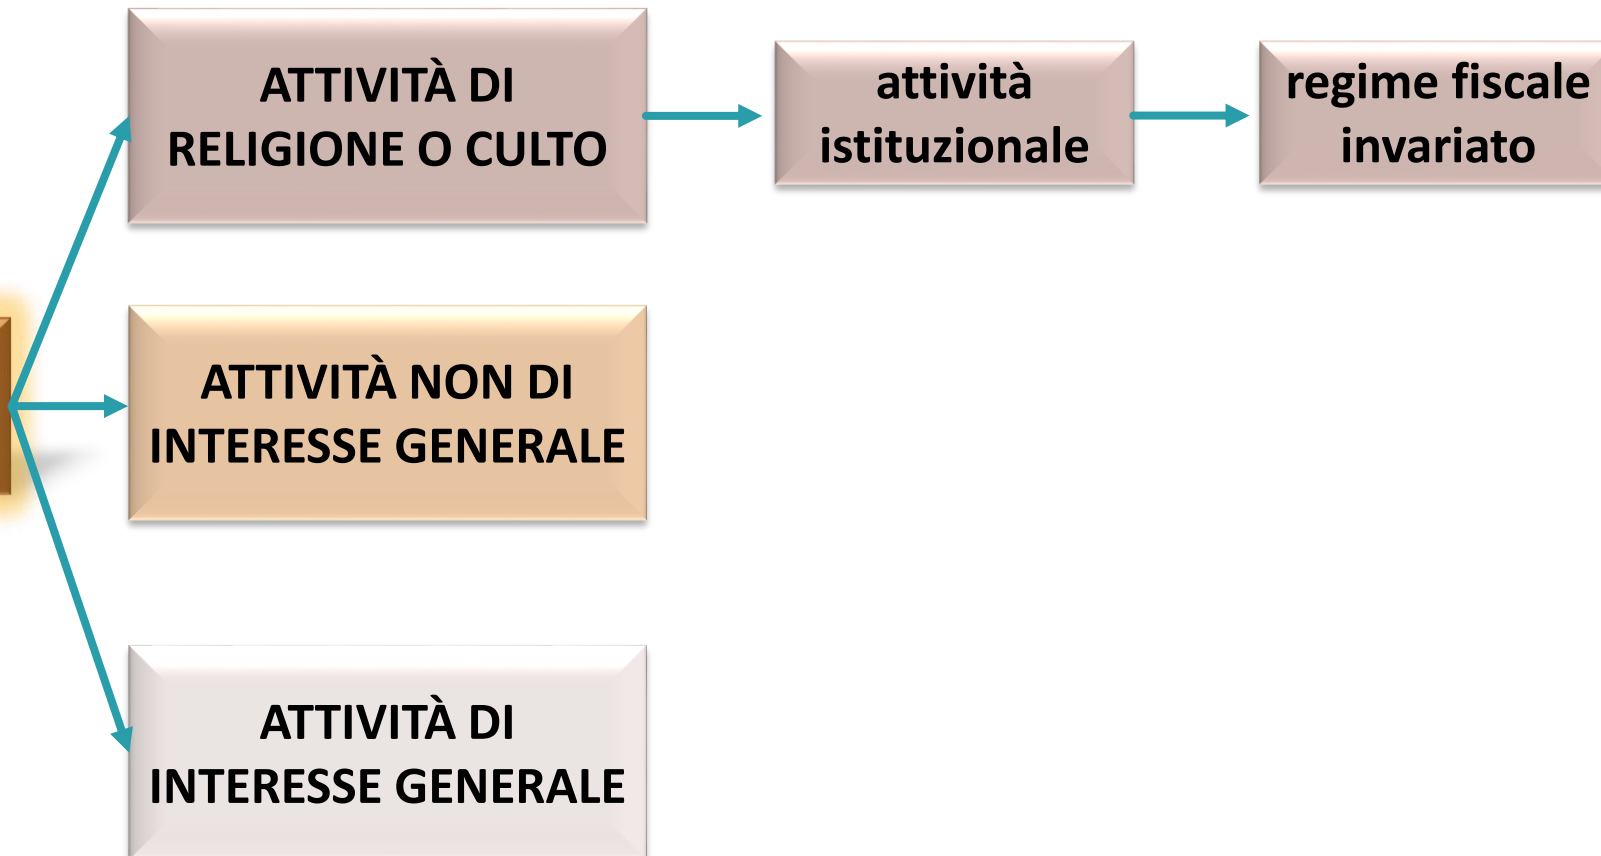 ATTIVITÀ DI
RELIGIONE O CULTO
attività
istituzionale
regime fiscale
invariato
ATTIVITÀ NON DI
INTERESSE GENERALE
ATTIVITÀ DI
INTERESSE GENERALE